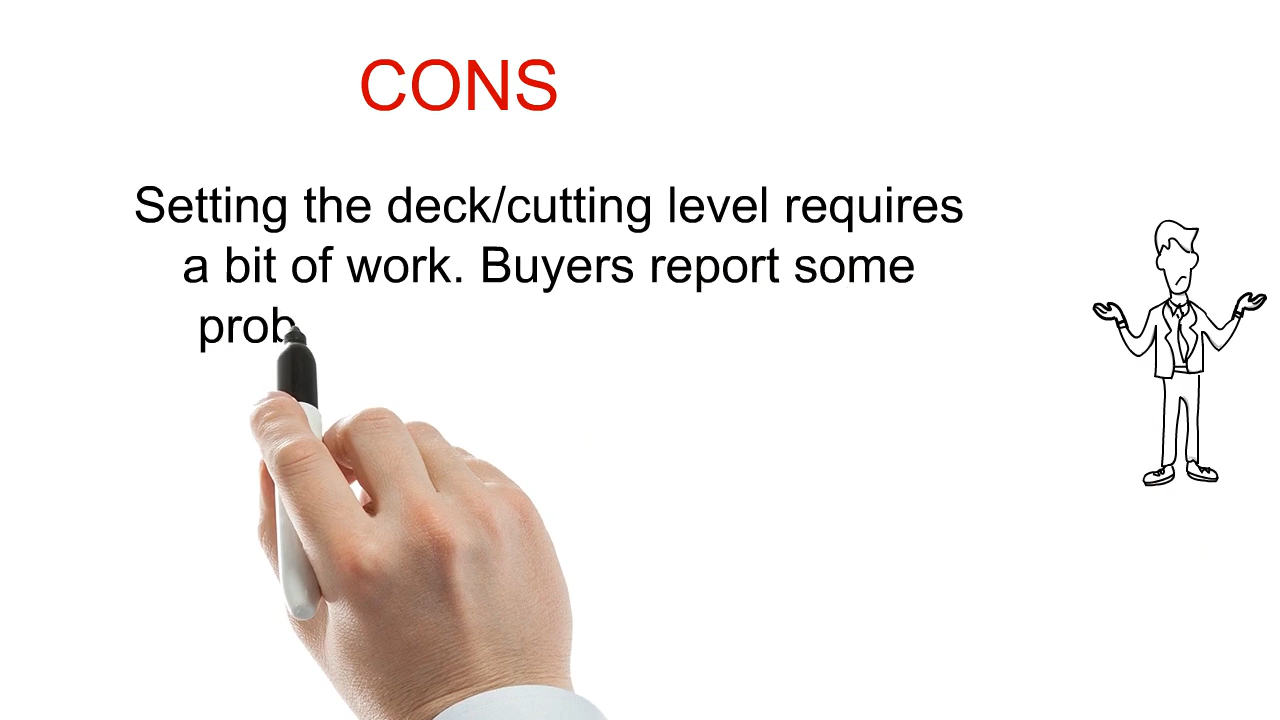 CONS
Setting the deck/cutting level requires
a bit of work. Buyers report some
prob